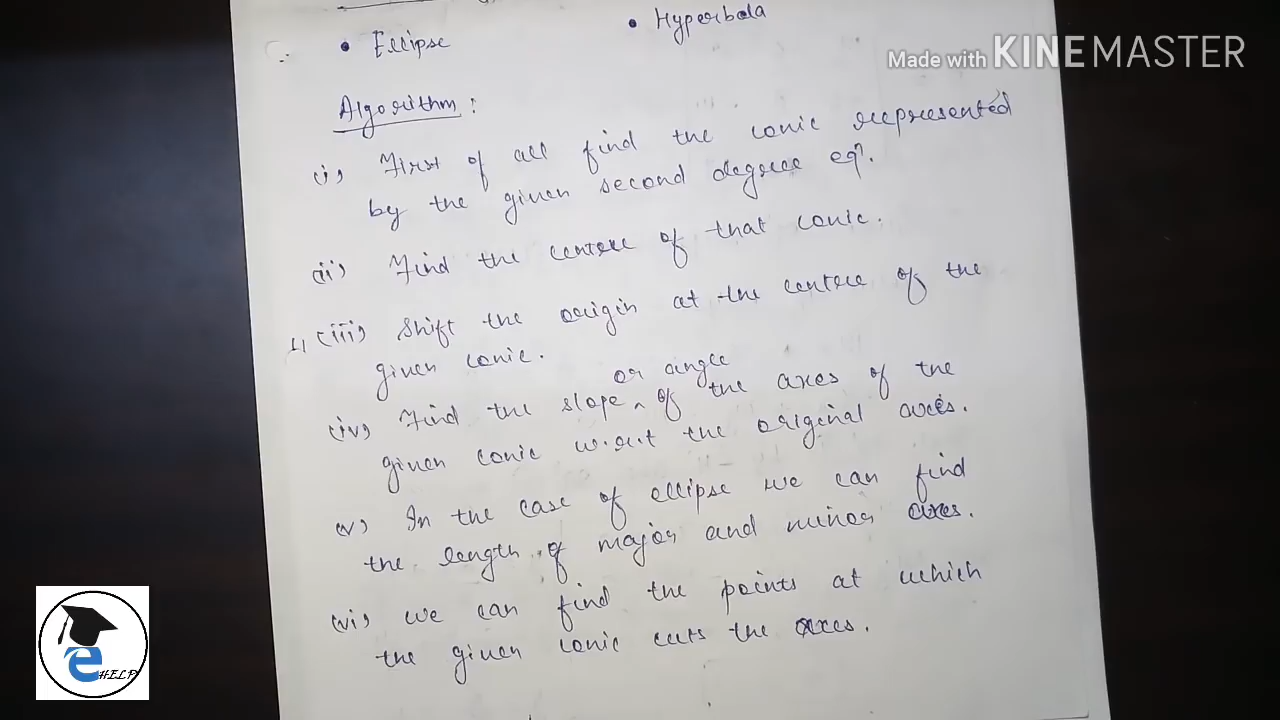 • Ellipse
• Hyperbola
Made with KINEMASTER
Algorithm :
(i) First of all find the conic represented
by the given second degree eqn.
(ii) Find the centre of that conic.
(iii) Shift the origin at the centre of the
given conic.
or angle
(iv) Find the slope ^ of the axes of the
given conic w.r.t the original axes.
(v) In the case of ellipse we can find
the length of major and minor axes.
(vi) we can find the points at which
the given conic cuts the axes.
e HELP